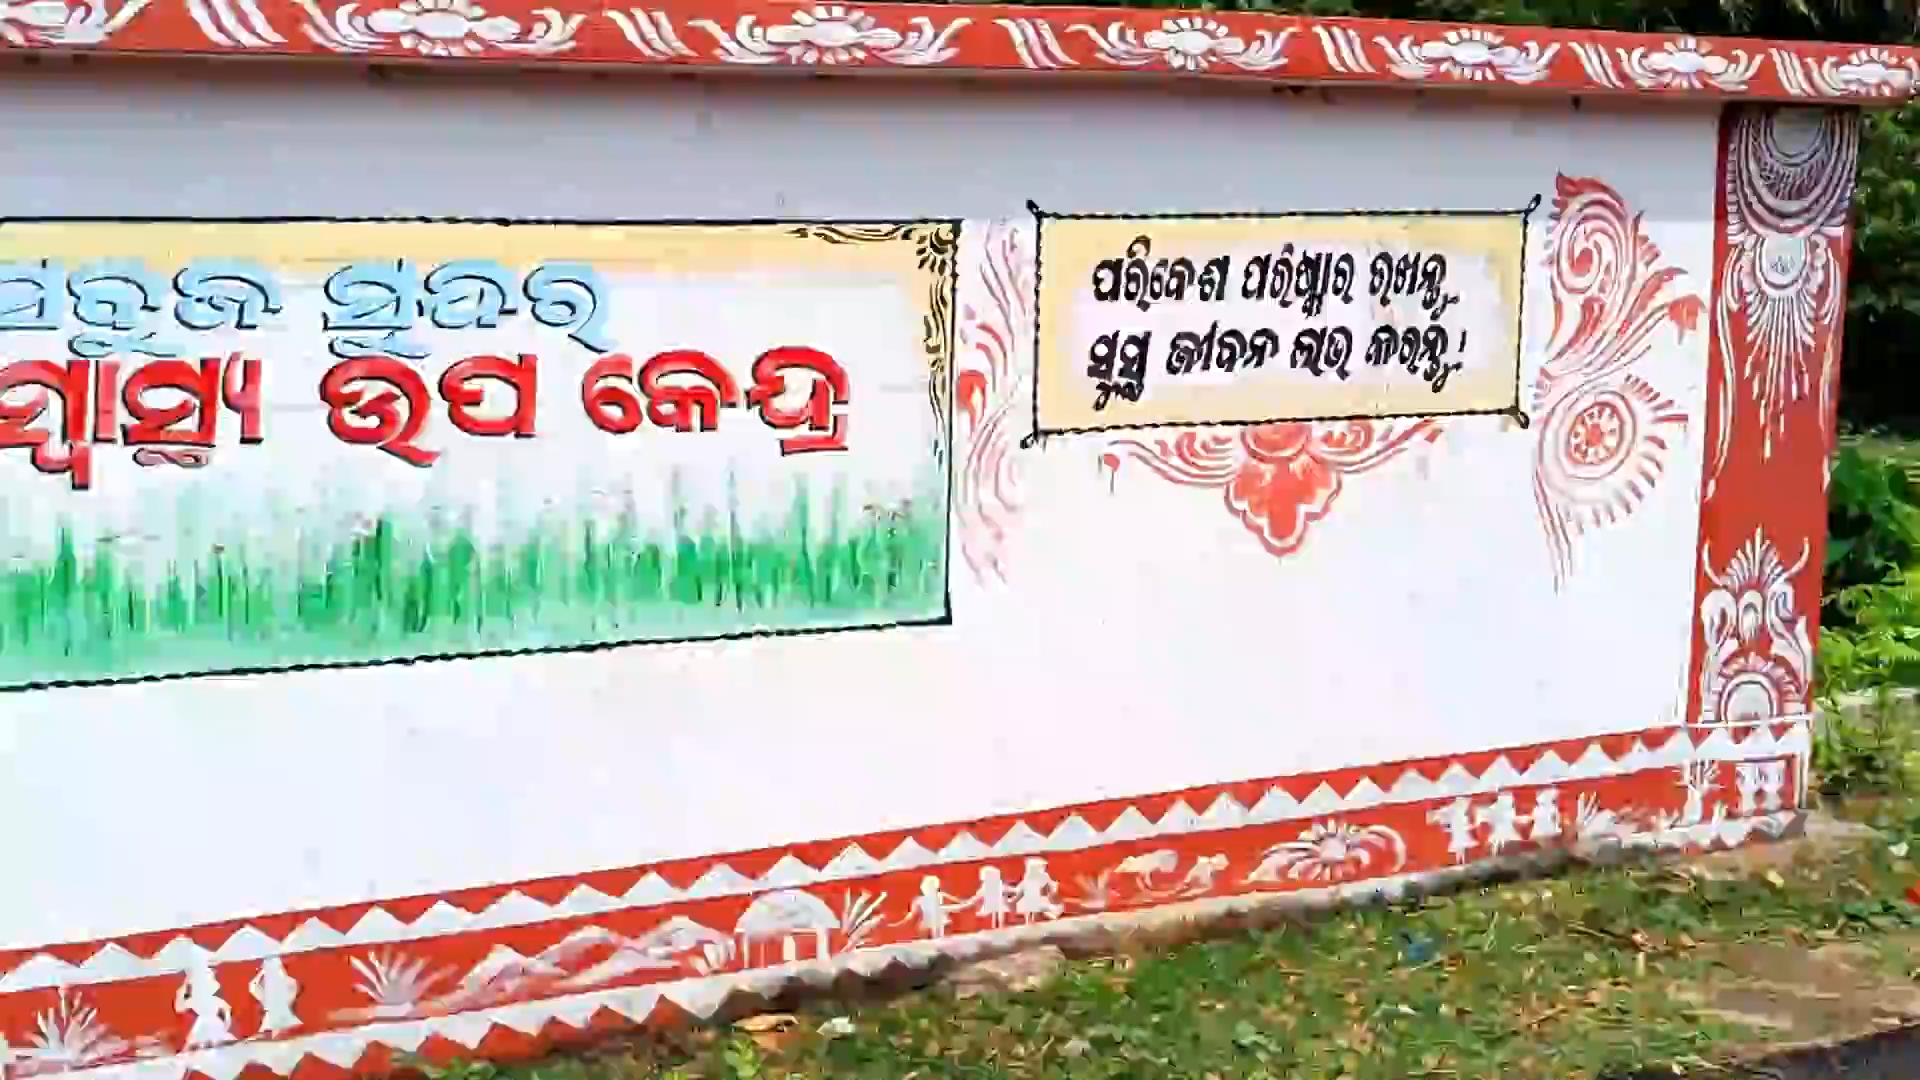 ସବୁଜ ସୁନ୍ଦର
ସ୍ୱାସ୍ଥ୍ୟ ଉପ କେନ୍ଦ୍ର
ପରିବେଶ ପରିଷ୍କାର ରଖନ୍ତୁ,
ସୁସ୍ଥ ଜୀବନ ଲାଭ କରନ୍ତୁ!